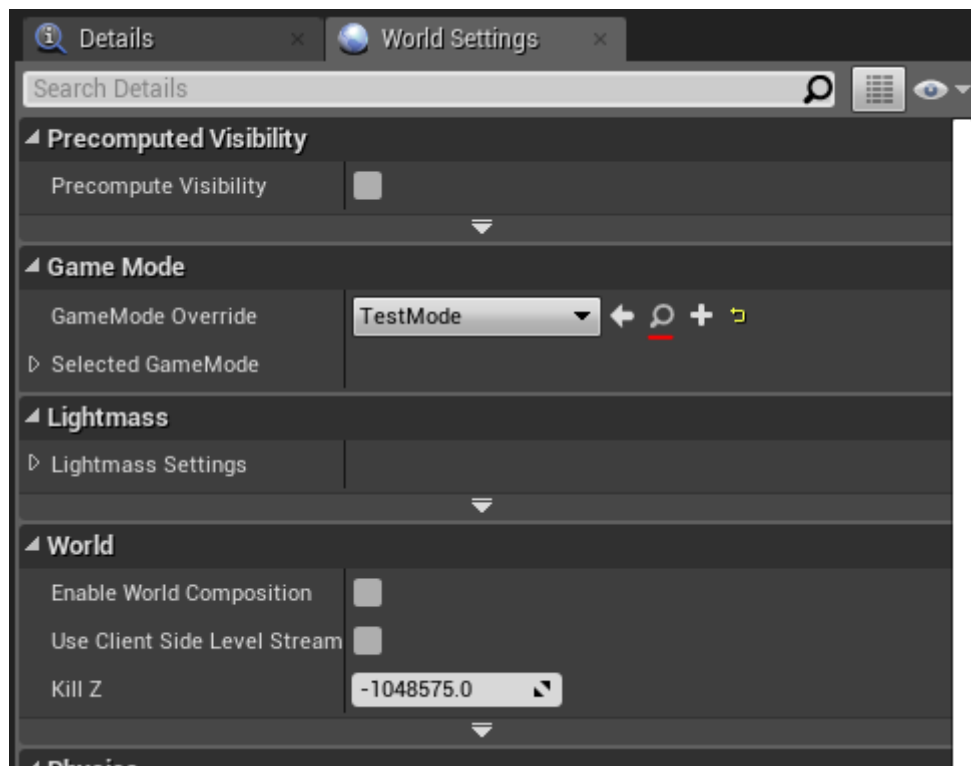 Details
World Settings
Search Details
Precomputed Visibility
Precompute Visibility
Game Mode
GameMode Override
TestMode
Selected GameMode
Lightmass
Lightmass Settings
World
Enable World Composition
Use Client Side Level Stream
Kill Z
-1048575.0
Physics